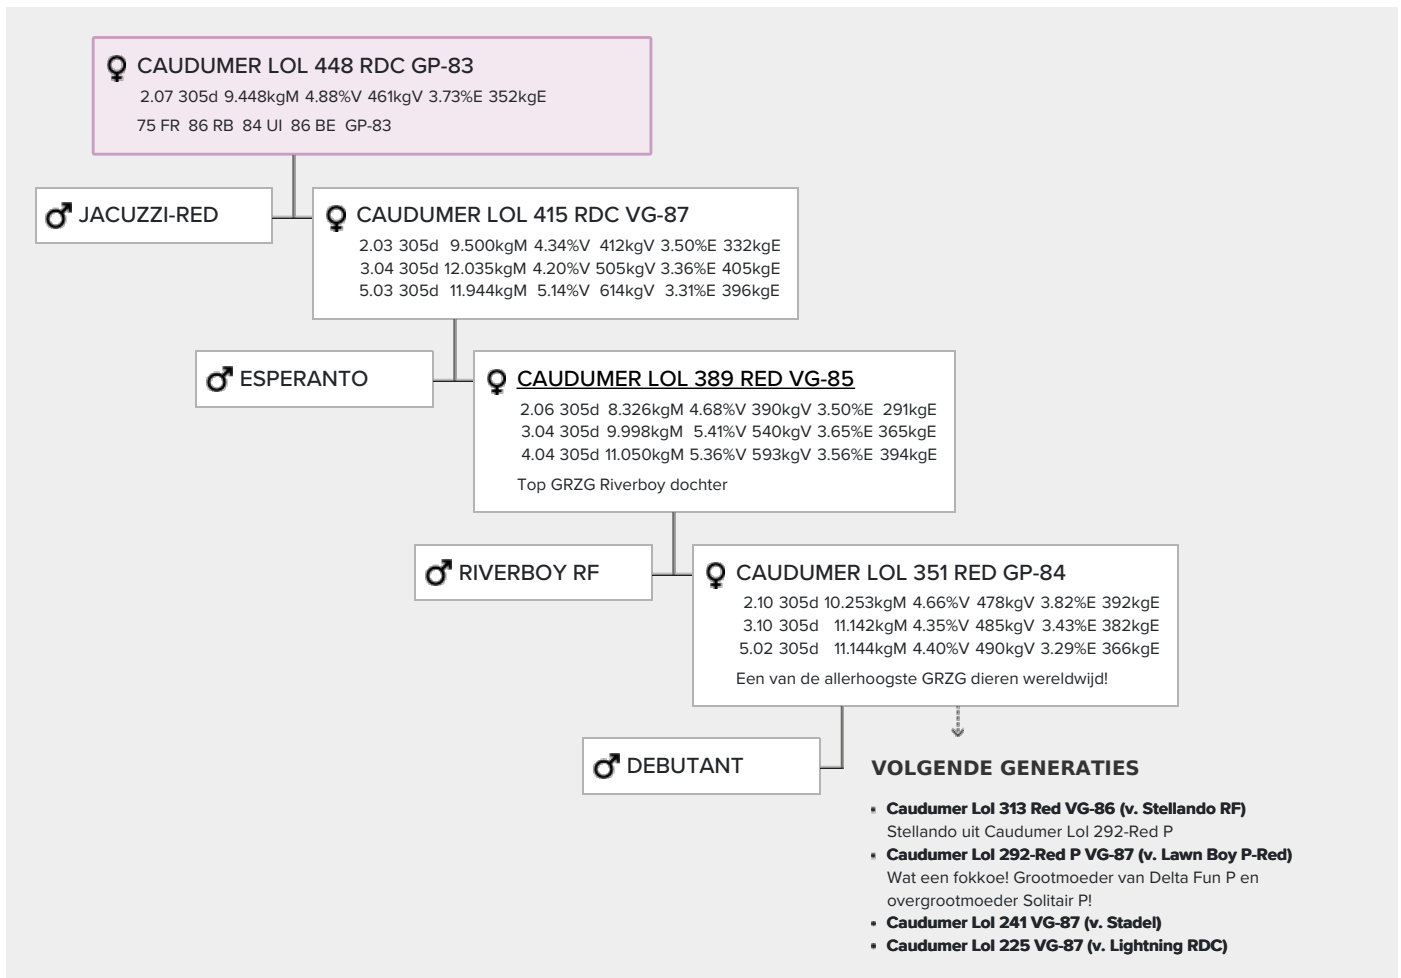 CAUDUMER LOL 448 RDC GP-83
2.07 305d 9.448kgM 4.88%V 461kgV 3.73%E 352kgE
75 FR 86 RB 84 UI 86 BE GP-83
JACUZZI-RED
CAUDUMER LOL 415 RDC VG-87
2.03 305d 9.500kgM 4.34%V 412kgV 3.50%E 332kgE
3.04 305d 12.035kgM 4.20%V 505kgV 3.36%E 405kgE
5.03 305d 11.944kgM 5.14%V 614kgV 3.31%E 396kgE
ESPERANTO
CAUDUMER LOL 389 RED VG-85
2.06 305d 8.326kgM 4.68%V 390kgV 3.50%E 291kgE
3.04 305d 9.998kgM 5.41%V 540kgV 3.65%E 365kgE
4.04 305d 11.050kgM 5.36%V 593kgV 3.56%E 394kgE
Top GRZG Riverboy dochter
RIVERBOY RF
CAUDUMER LOL 351 RED GP-84
2.10 305d 10.253kgM 4.66%V 478kgV 3.82%E 392kgE
3.10 305d 11.142kgM 4.35%V 485kgV 3.43%E 382kgE
5.02 305d 11.144kgM 4.40%V 490kgV 3.29%E 366kgE
Een van de allerhoogste GRZG dieren wereldwijd!
DEBUTANT
VOLGENDE GENERATIES
▪ Caudumer Lol 313 Red VG-86 (v. Stellando RF)
Stellando uit Caudumer Lol 292-Red P
▪ Caudumer Lol 292-Red P VG-87 (v. Lawn Boy P-Red)
Wat een fokkoe! Grootmoeder van Delta Fun P en
overgrootmoeder Solitair P!
▪ Caudumer Lol 241 VG-87 (v. Stadel)
▪ Caudumer Lol 225 VG-87 (v. Lightning RDC)